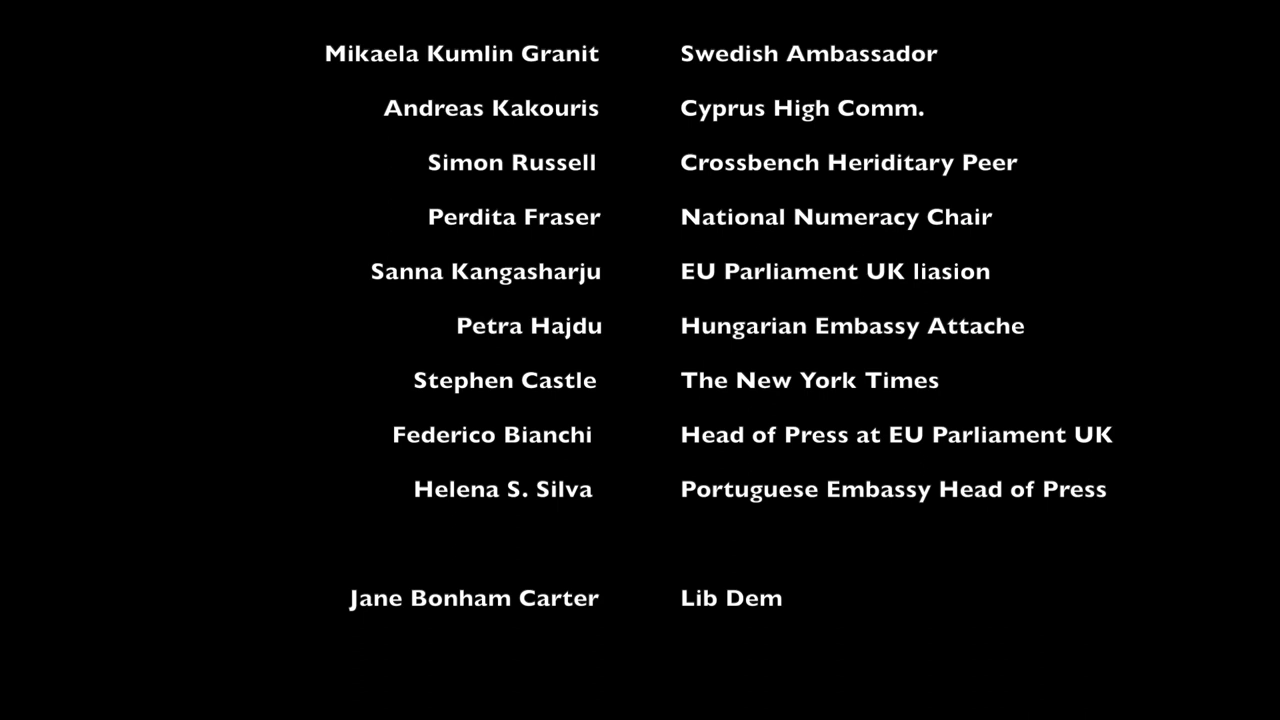 Mikaela Kumlin Granit Swedish Ambassador
Andreas Kakouris Cyprus High Comm.
Simon Russell Crossbench Heriditary Peer
Perdita Fraser National Numeracy Chair
Sanna Kangasharju EU Parliament UK liasion
Petra Hajdu Hungarian Embassy Attache
Stephen Castle The New York Times
Federico Bianchi Head of Press at EU Parliament UK
Helena S. Silva Portuguese Embassy Head of Press
Jane Bonham Carter Lib Dem